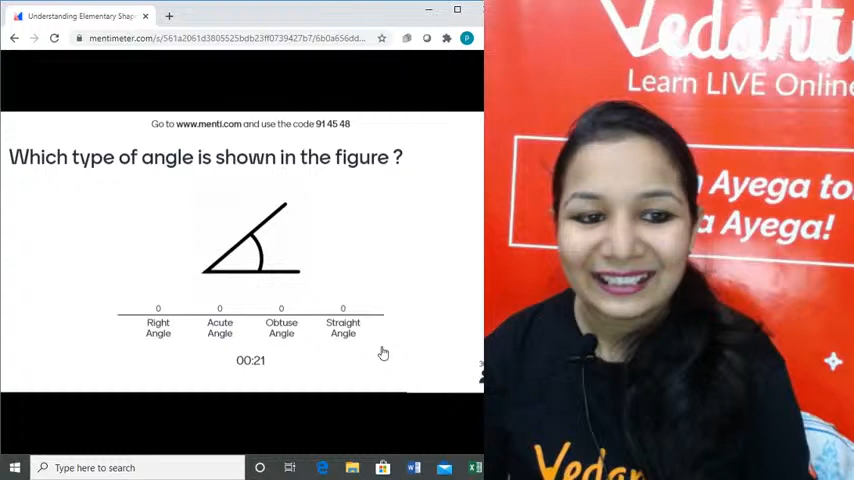 Understanding Elementary Shap
mentimeter.com/s/561a2061d3805525bdb23ff0739427b7/6b0a656dd...
Go to www.menti.com and use the code 91 45 48
Which type of angle is shown in the figure ?
0 0 0 0
Right Angle
Acute Angle
Obtuse Angle
Straight Angle
00:21
Type here to search
Vedantu
Learn LIVE Online
Ayega to
a Ayega!
Vedan